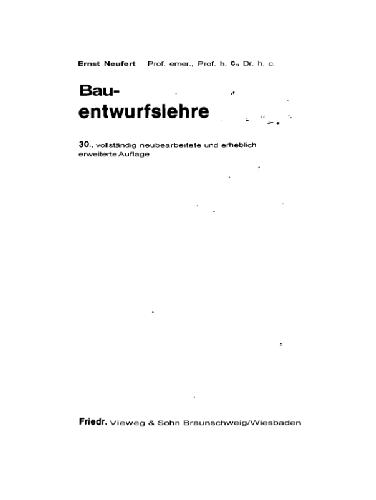 Ernst Neufert Prof. emer., Prof. h. c., Dr. h. c.
Bau-
entwurfslehre
30., vollständig neubearbeitete und erheblich
erweiterte Auflage
Friedr. Vieweg & Sohn Braunschweig/Wiesbaden